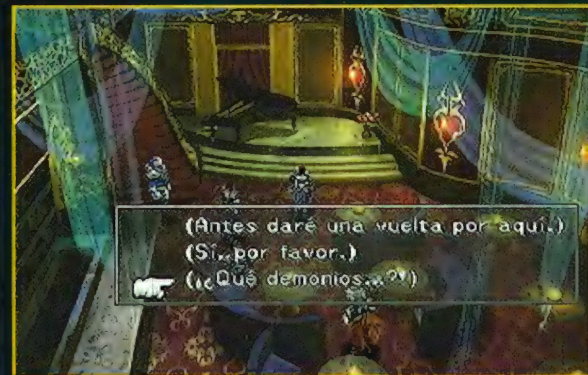 (Antes daré una vuelta por aquí.)
(Sí, por favor.)
(¿Qué demonios...?!)